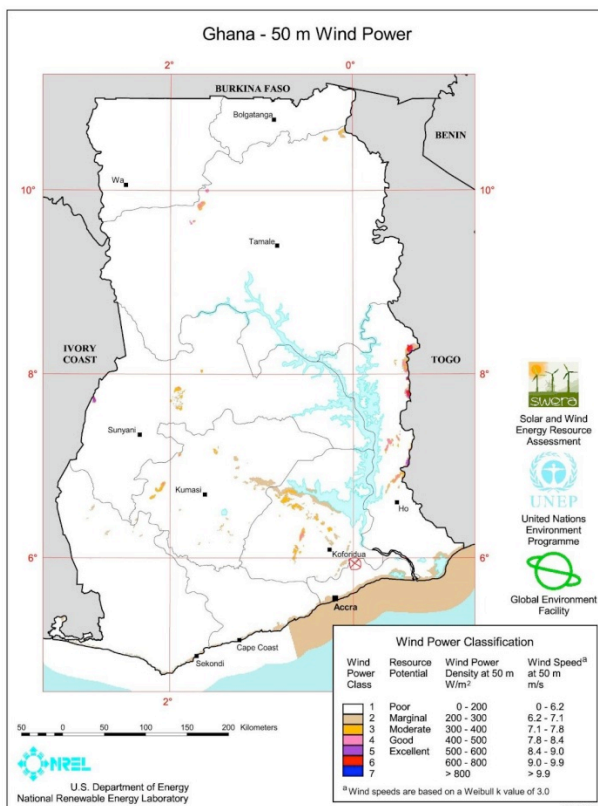 Ghana - 50 m Wind Power
2°
0°
BURKINA FASO
Bolgatanga
BENIN
Wa
10°
10°
Tamale
IVORY
COAST
TOGO
8°
8°
Sunyani
Kumasi
Ho
6°
6°
Koforidua
Accra
Cape Coast
Sekondi
2°
swera
Solar and Wind
Energy Resource
Assessment
UNEP
United Nations
Environment
Programme
Global Environment
Facility
Wind Power Classification
Wind Power Class
Resource Potential
Wind Power Density at 50 m W/m²
Wind Speedᵃ at 50 m m/s
1 Poor 0 - 200 0 - 6.2
2 Marginal 200 - 300 6.2 - 7.1
3 Moderate 300 - 400 7.1 - 7.8
4 Good 400 - 500 7.8 - 8.4
5 Excellent 500 - 600 8.4 - 9.0
6 600 - 800 9.0 - 9.9
7 > 800 > 9.9
ᵃ Wind speeds are based on a Weibull k value of 3.0
50 0 50 100 150 200 Kilometers
NREL
U.S. Department of Energy
National Renewable Energy Laboratory